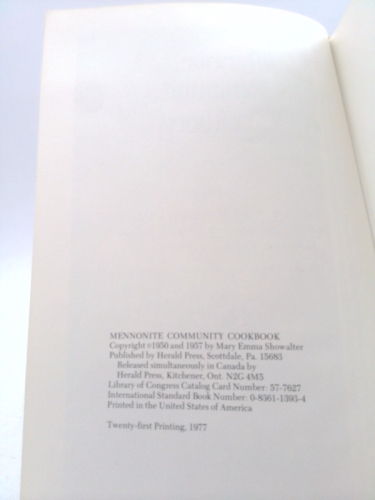 MENNONITE COMMUNITY COOKBOOK
Copyright ©1950 and 1957 by Mary Emma Showalter
Published by Herald Press, Scottdale, Pa. 15683
Released simultaneously in Canada by
Herald Press, Kitchener, Ont. N2G 4M5
Library of Congress Catalog Card Number: 57-7627
International Standard Book Number: 0-8361-1393-4
Printed in the United States of America
Twenty-first Printing, 1977